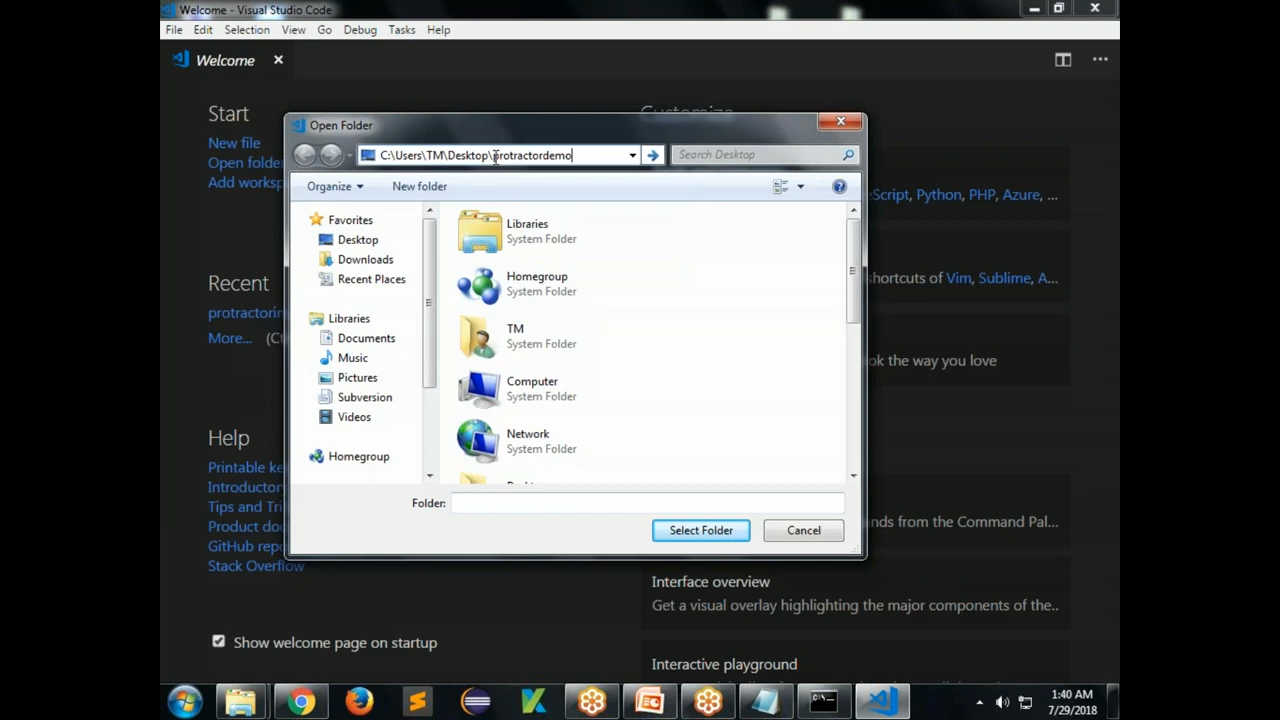 Welcome - Visual Studio Code
File Edit Selection View Go Debug Tasks Help
Welcome
Start
New file
Open folde
Add worksp
Recent
protractorin
More...
Help
Printable ke
Introductor
Tips and Tri
Product doc
GitHub repo
Stack Overflow
Show welcome page on startup
Customize
Script, Python, PHP, Azure, ...
shortcuts of Vim, Sublime, A...
ok the way you love
nds from the Command Pal...
Interface overview
Get a visual overlay highlighting the major components of the..
Interactive playground
Open Folder
C:\Users\TM\Desktop\protractordemo
Search Desktop
Organize
New folder
Favorites
Desktop
Downloads
Recent Places
Libraries
Documents
Music
Pictures
Subversion
Videos
Homegroup
Libraries
System Folder
Homegroup
System Folder
TM
System Folder
Computer
System Folder
Network
System Folder
Folder:
Select Folder
Cancel
1:40 AM
7/29/2018